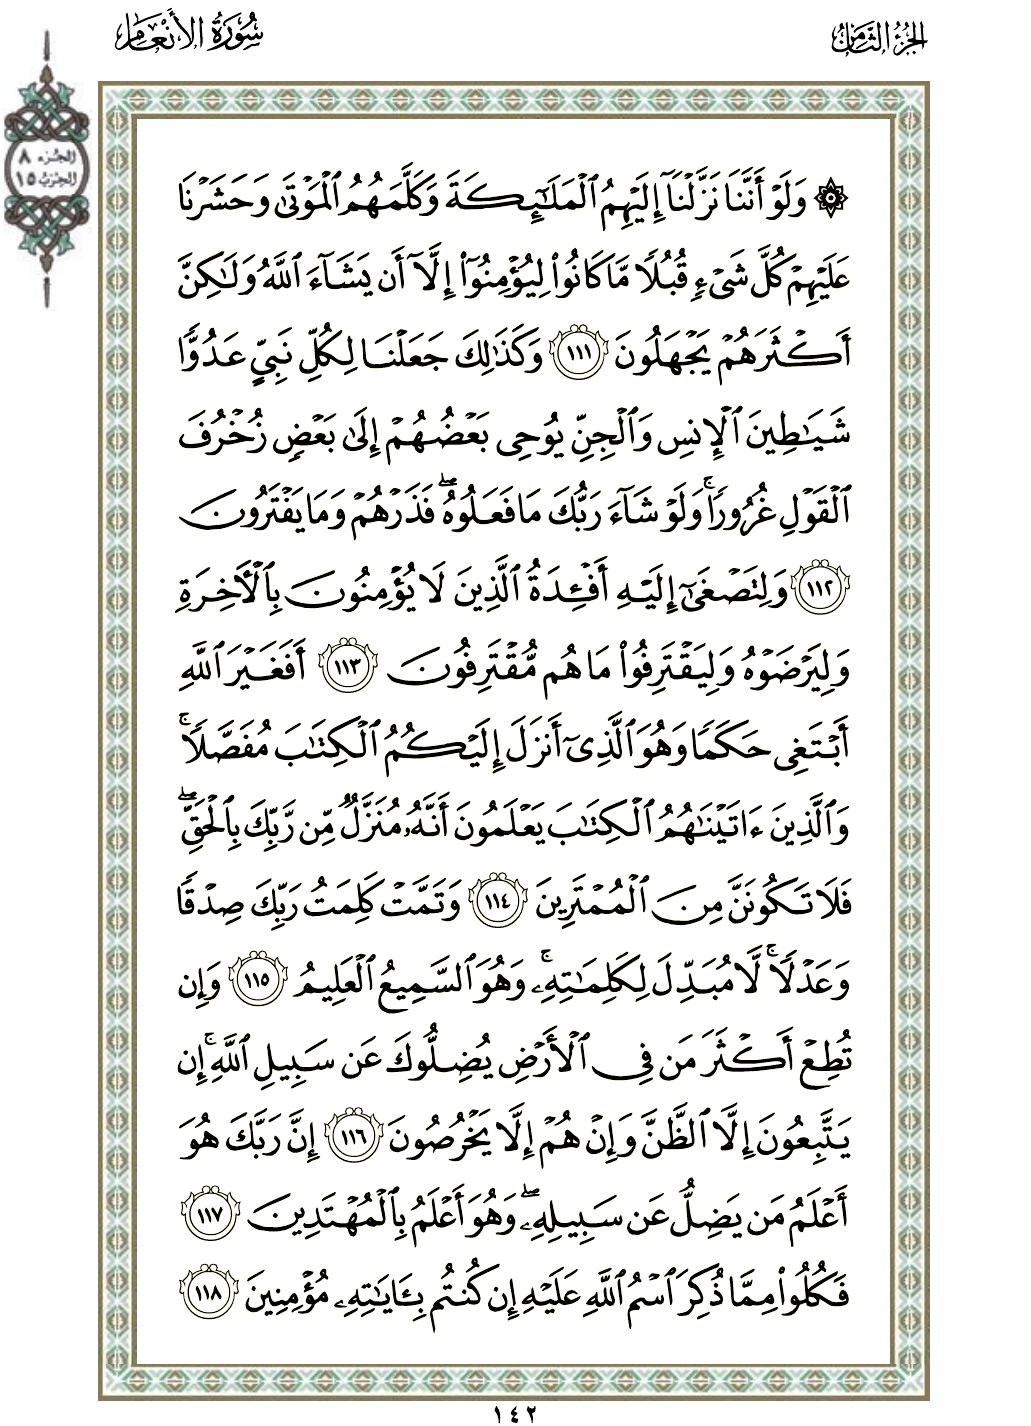 الجزء الثامن
سورة الأنعام
الجزء ٨
الحزب ١٥
۞ وَلَوْ أَنَّنَا نَزَّلْنَآ إِلَيْهِمُ ٱلْمَلَـٰٓئِكَةَ وَكَلَّمَهُمُ ٱلْمَوْتَىٰ وَحَشَرْنَا
عَلَيْهِمْ كُلَّ شَىْءٍ قُبُلًا مَّا كَانُوا۟ لِيُؤْمِنُوٓا۟ إِلَّآ أَن يَشَآءَ ٱللَّهُ وَلَـٰكِنَّ
أَكْثَرَهُمْ يَجْهَلُونَ ١١١ وَكَذَٰلِكَ جَعَلْنَا لِكُلِّ نَبِىٍّ عَدُوًّا
شَيَـٰطِينَ ٱلْإِنسِ وَٱلْجِنِّ يُوحِى بَعْضُهُمْ إِلَىٰ بَعْضٍ زُخْرُفَ
ٱلْقَوْلِ غُرُورًا ۚ وَلَوْ شَآءَ رَبُّكَ مَا فَعَلُوهُ ۖ فَذَرْهُمْ وَمَا يَفْتَرُونَ
١١٢ وَلِتَصْغَىٰٓ إِلَيْهِ أَفْـِٔدَةُ ٱلَّذِينَ لَا يُؤْمِنُونَ بِٱلْـَٔاخِرَةِ
وَلِيَرْضَوْهُ وَلِيَقْتَرِفُوا۟ مَا هُم مُّقْتَرِفُونَ ١١٣ أَفَغَيْرَ ٱللَّهِ
أَبْتَغِى حَكَمًا وَهُوَ ٱلَّذِىٓ أَنزَلَ إِلَيْكُمُ ٱلْكِتَـٰبَ مُفَصَّلًا ۚ
وَٱلَّذِينَ ءَاتَيْنَـٰهُمُ ٱلْكِتَـٰبَ يَعْلَمُونَ أَنَّهُۥ مُنَزَّلٌ مِّن رَّبِّكَ بِٱلْحَقِّ ۖ
فَلَا تَكُونَنَّ مِنَ ٱلْمُمْتَرِينَ ١١٤ وَتَمَّتْ كَلِمَتُ رَبِّكَ صِدْقًا
وَعَدْلًا ۚ لَّا مُبَدِّلَ لِكَلِمَـٰتِهِۦ ۚ وَهُوَ ٱلسَّمِيعُ ٱلْعَلِيمُ ١١٥ وَإِن
تُطِعْ أَكْثَرَ مَن فِى ٱلْأَرْضِ يُضِلُّوكَ عَن سَبِيلِ ٱللَّهِ ۚ إِن
يَتَّبِعُونَ إِلَّا ٱلظَّنَّ وَإِنْ هُمْ إِلَّا يَخْرُصُونَ ١١٦ إِنَّ رَبَّكَ هُوَ
أَعْلَمُ مَن يَضِلُّ عَن سَبِيلِهِۦ ۖ وَهُوَ أَعْلَمُ بِٱلْمُهْتَدِينَ ١١٧
فَكُلُوا۟ مِمَّا ذُكِرَ ٱسْمُ ٱللَّهِ عَلَيْهِ إِن كُنتُم بِـَٔايَـٰتِهِۦ مُؤْمِنِينَ ١١٨
١٤٢